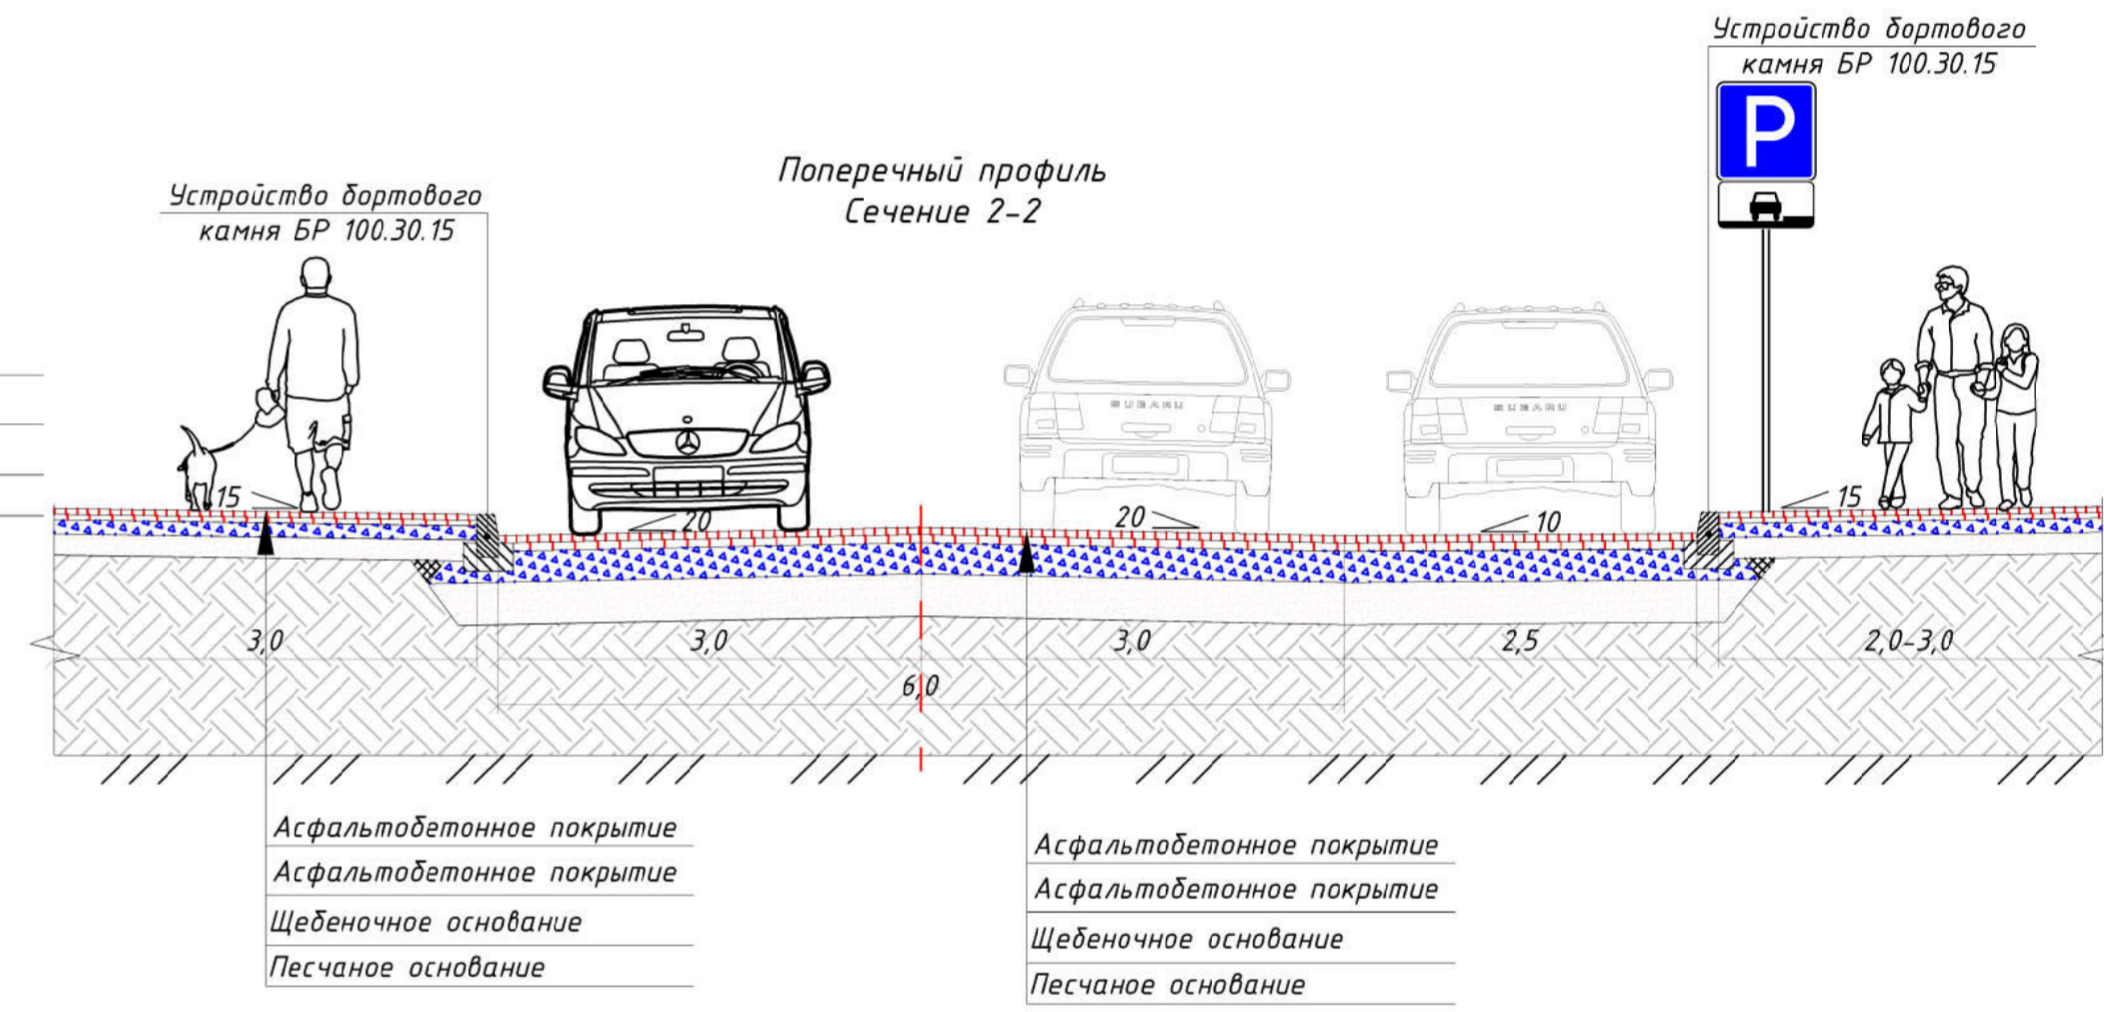 Устройство бортового
камня БР 100.30.15
P
Поперечный профиль
Сечение 2-2
Устройство бортового
камня БР 100.30.15
SUBARU
SUBARU
15
20
20
10
15
3,0
3,0
3,0
2,5
2,0-3,0
6,0
Асфальтобетонное покрытие
Асфальтобетонное покрытие
Щебеночное основание
Песчаное основание
Асфальтобетонное покрытие
Асфальтобетонное покрытие
Щебеночное основание
Песчаное основание